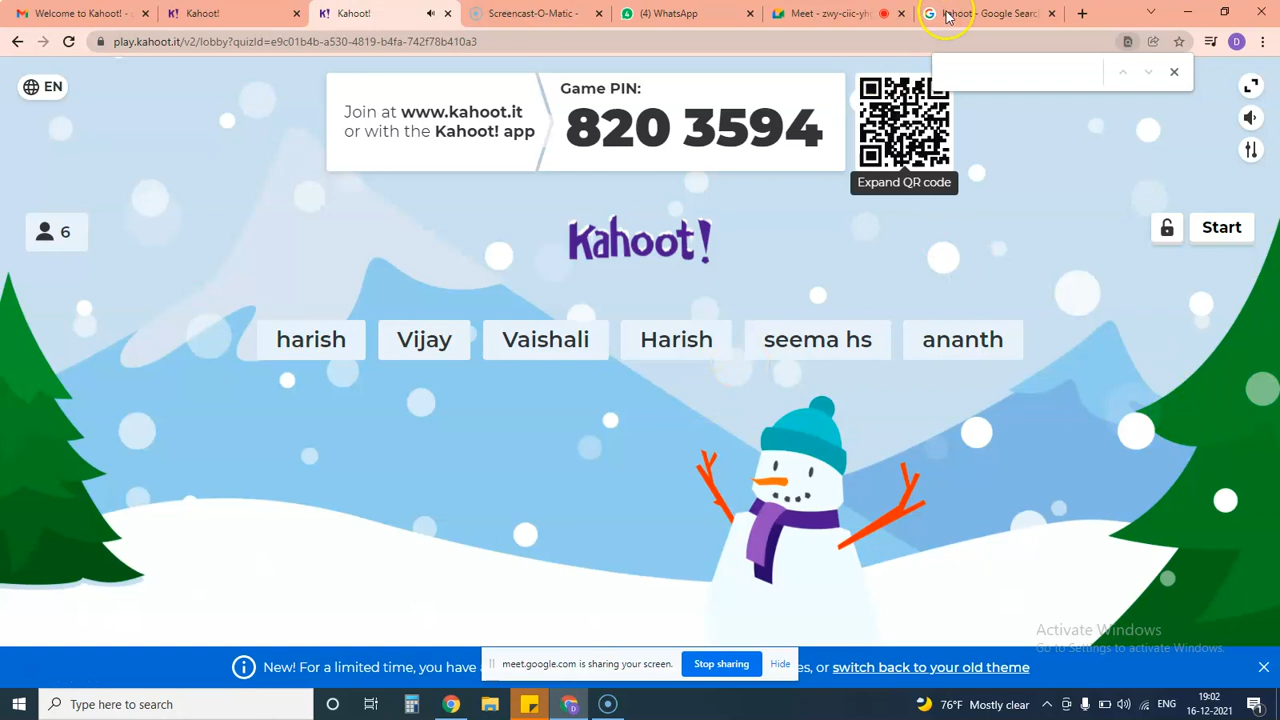 Welcome to Kahoot! - Kahoot! Kahoot! Screencast-O-Matic - (4) WhatsApp Meet - zwy-ciic-yh kahoot - Google Searc
play.kahoot.it/v2/lobby?quizId=e9c01b4b-a530-4819-b4fa-742f78b410a3
D
EN
Join at www.kahoot.it
or with the Kahoot! app
Game PIN:
820 3594
Expand QR code
6
Kahoot!
Start
harish Vijay Vaishali Harish seema hs ananth
Activate Windows
Go to Settings to activate Windows.
New! For a limited time, you have
meet.google.com is sharing your screen. Stop sharing Hide
es, or switch back to your old theme
Type here to search
76°F Mostly clear
ENG
19:02
16-12-2021